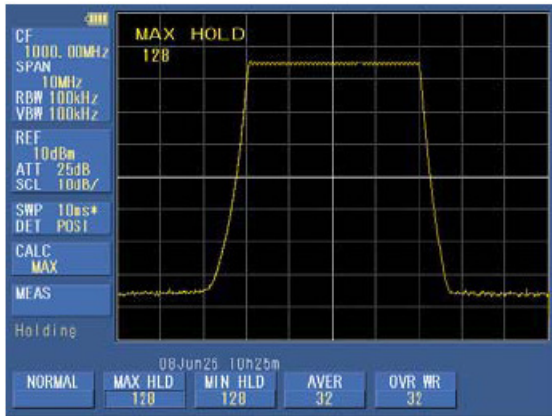 MAX HOLD
128
CF
1000.00MHz
SPAN
10MHz
RBW 100kHz
VBW 100kHz
REF
10dBm
ATT 25dB
SCL 10dB/
SWP 10ms*
DET POSI
CALC
MAX
MEAS
Holding
08Jun25 10h25m
NORMAL
MAX HLD
128
MIN HLD
128
AVER
32
OVR WR
32